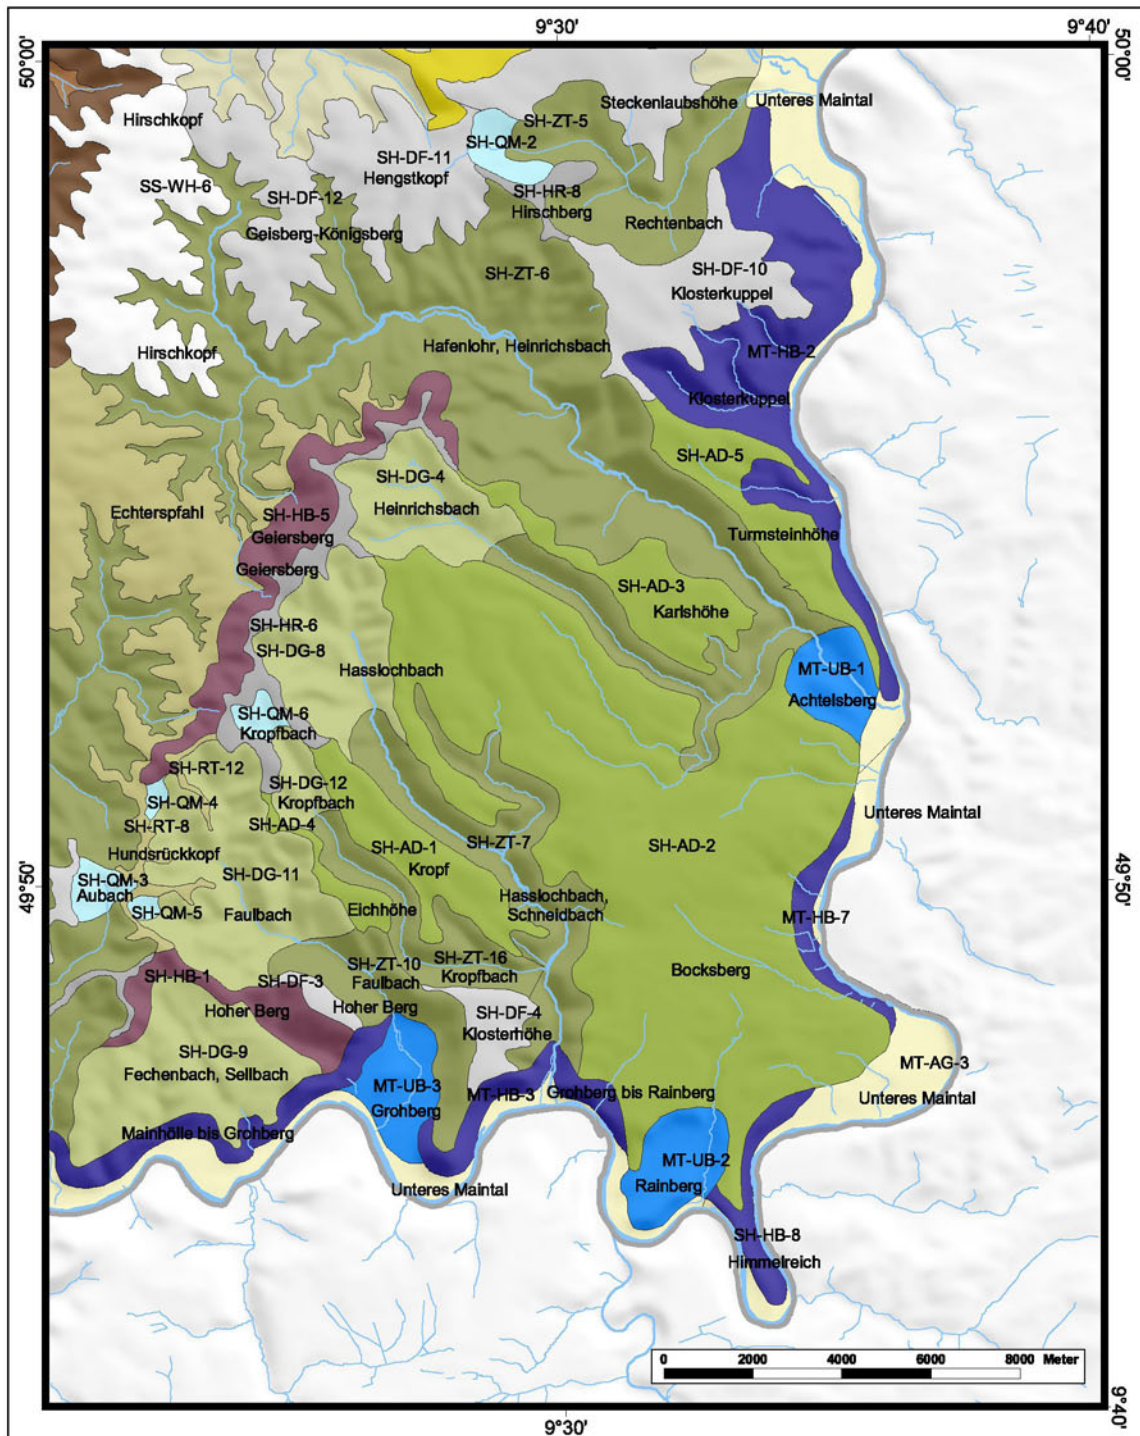 9°30'
9°40'
50°00'
50°00'
Hirschkopf
Steckenlaubshöhe
Unteres Maintal
SH-ZT-5
SH-QM-2
SH-DF-11
Hengstkopf
SS-WH-6
SH-DF-12
SH-HR-8
Hirschberg
Rechtenbach
Geisberg-Königsberg
SH-ZT-6
SH-DF-10
Klosterkuppel
Hirschkopf
Hafenlohr, Heinrichsbach
MT-HB-2
Klosterkuppel
SH-AD-5
SH-DG-4
Heinrichsbach
Echterspfahl
SH-HB-5
Geiersberg
Turmsteinhöhe
Geiersberg
SH-AD-3
Karlshöhe
SH-HR-6
SH-DG-8
Hasslochbach
MT-UB-1
Achtelsberg
SH-QM-6
Kropfbach
SH-RT-12
SH-DG-12
Kropfbach
SH-QM-4
SH-RT-8
SH-AD-4
Unteres Maintal
Hundsrückkopf
SH-AD-1
Kropf
SH-ZT-7
SH-AD-2
49°50'
49°50'
SH-QM-3
Aubach
SH-DG-11
SH-QM-5
Faulbach
Eichhöhe
Hasslochbach,
Schneidbach
MT-HB-7
SH-ZT-10
Faulbach
SH-ZT-16
Kropfbach
Bocksberg
SH-HB-1
SH-DF-3
Hoher Berg
Hoher Berg
SH-DF-4
Klosterhöhe
SH-DG-9
Fechenbach, Sellbach
MT-UB-3
Grohberg
MT-HB-3
Grohberg bis Rainberg
MT-AG-3
Unteres Maintal
Mainhölle bis Grohberg
MT-UB-2
Rainberg
Unteres Maintal
SH-HB-8
Himmelreich
0 2000 4000 6000 8000 Meter
9°30'
9°40'